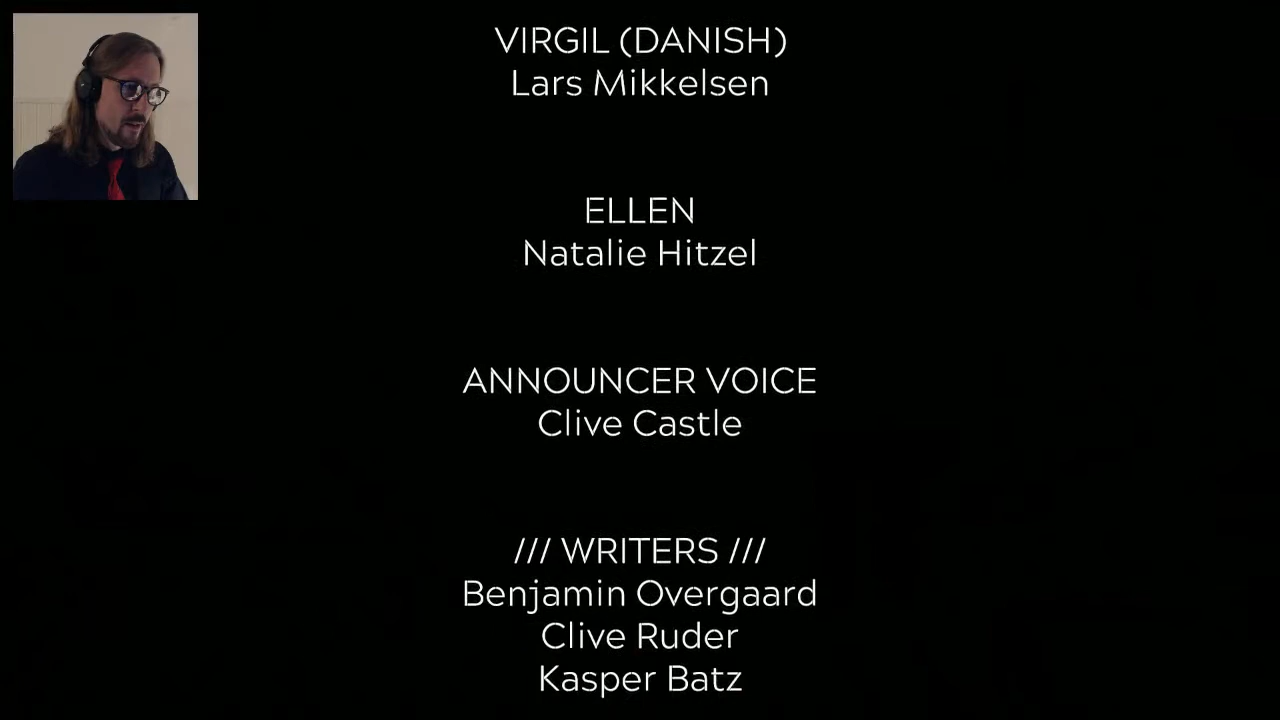 VIRGIL (DANISH)
Lars Mikkelsen
ELLEN
Natalie Hitzel
ANNOUNCER VOICE
Clive Castle
/// WRITERS ///
Benjamin Overgaard
Clive Ruder
Kasper Batz